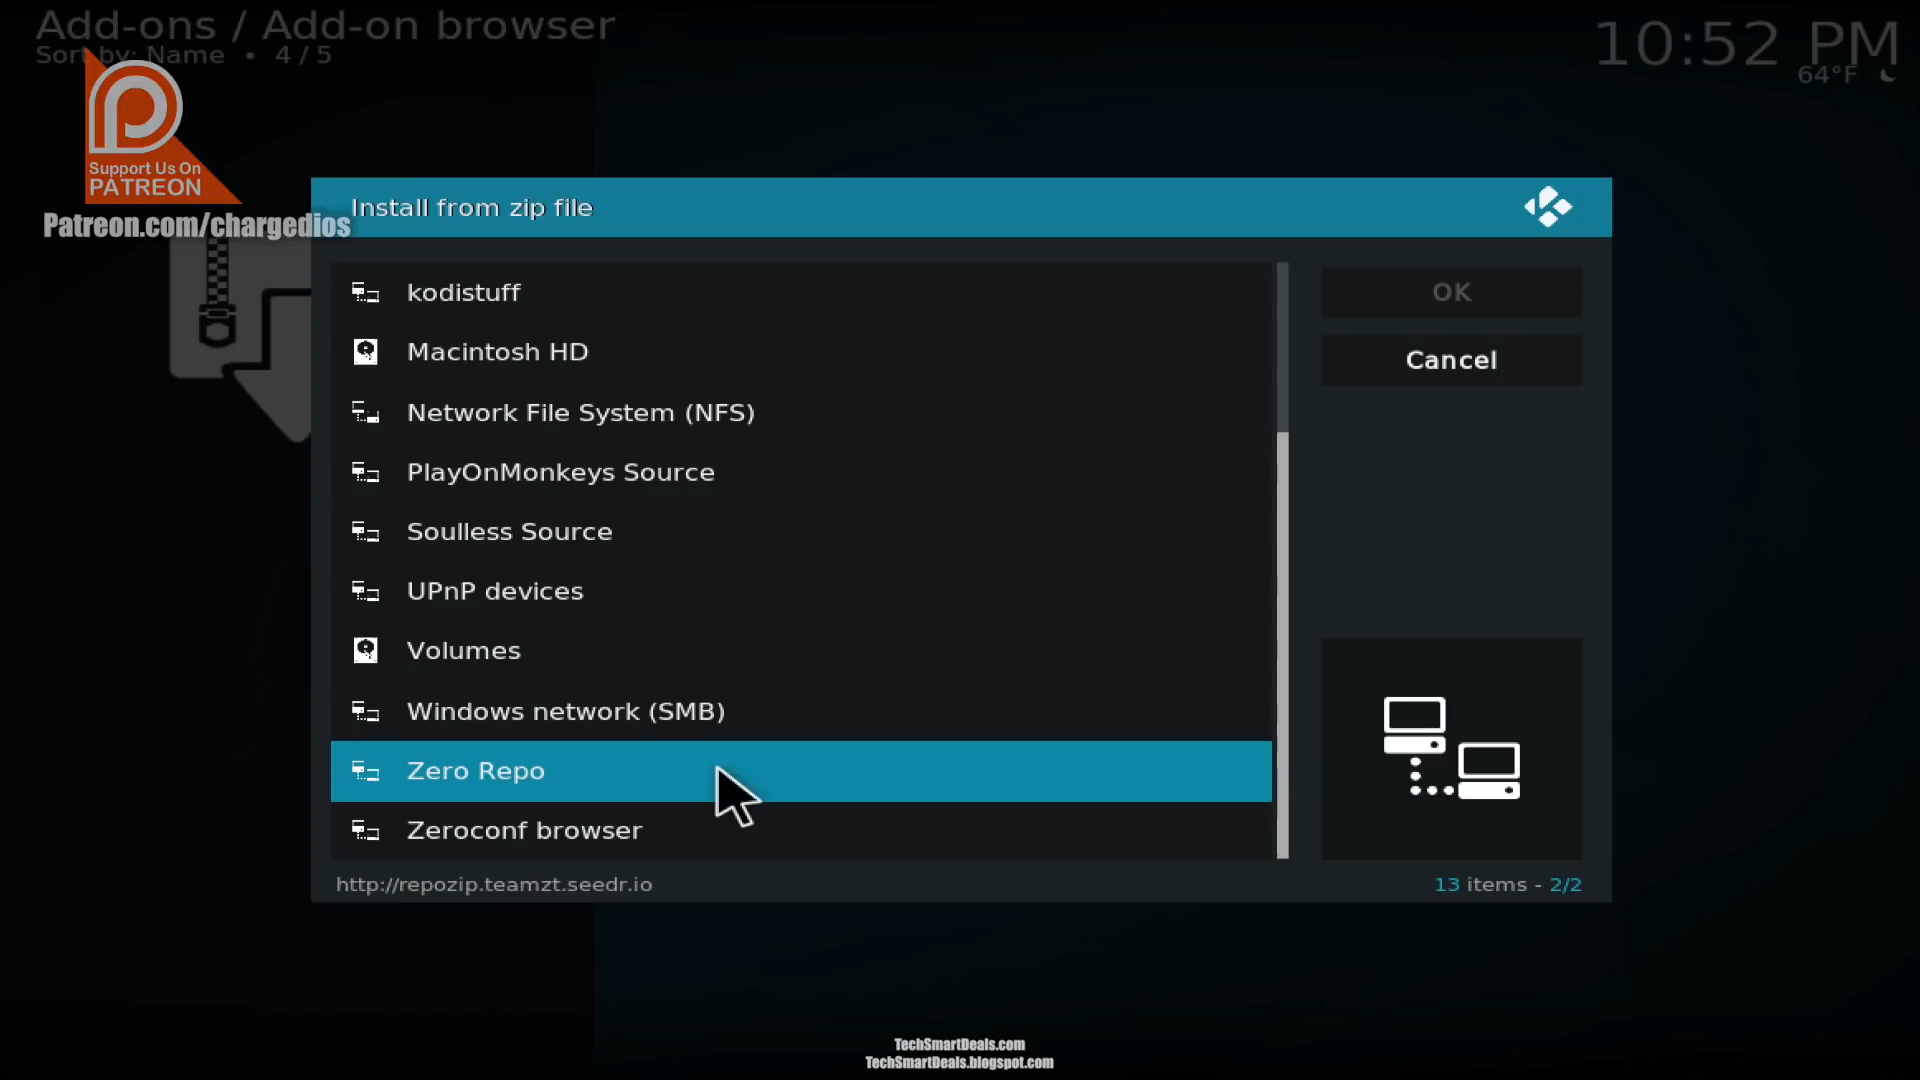 Add-ons / Add-on browser
Sort by: Name • 4 / 5
10:52 PM
64°F
Support Us On
PATREON
Patreon.com/chargedios
Install from zip file
kodistuff
Macintosh HD
Network File System (NFS)
PlayOnMonkeys Source
Soulless Source
UPnP devices
Volumes
Windows network (SMB)
Zero Repo
Zeroconf browser
OK
Cancel
http://repozip.teamzt.seedr.io
13 items - 2/2
TechSmartDeals.com
TechSmartDeals.blogspot.com